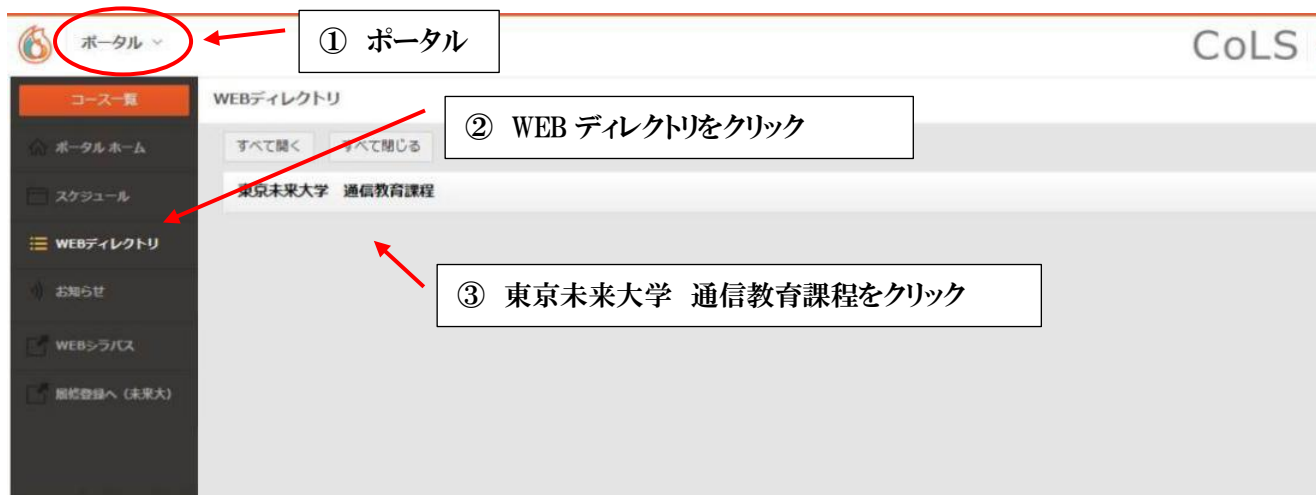 ポータル
① ポータル
CoLS
コース一覧
WEBディレクトリ
② WEB ディレクトリをクリック
すべて開く すべて閉じる
ポータル ホーム
東京未来大学 通信教育課程
スケジュール
WEBディレクトリ
③ 東京未来大学 通信教育課程をクリック
お知らせ
WEBシラバス
履修登録へ（未来大）